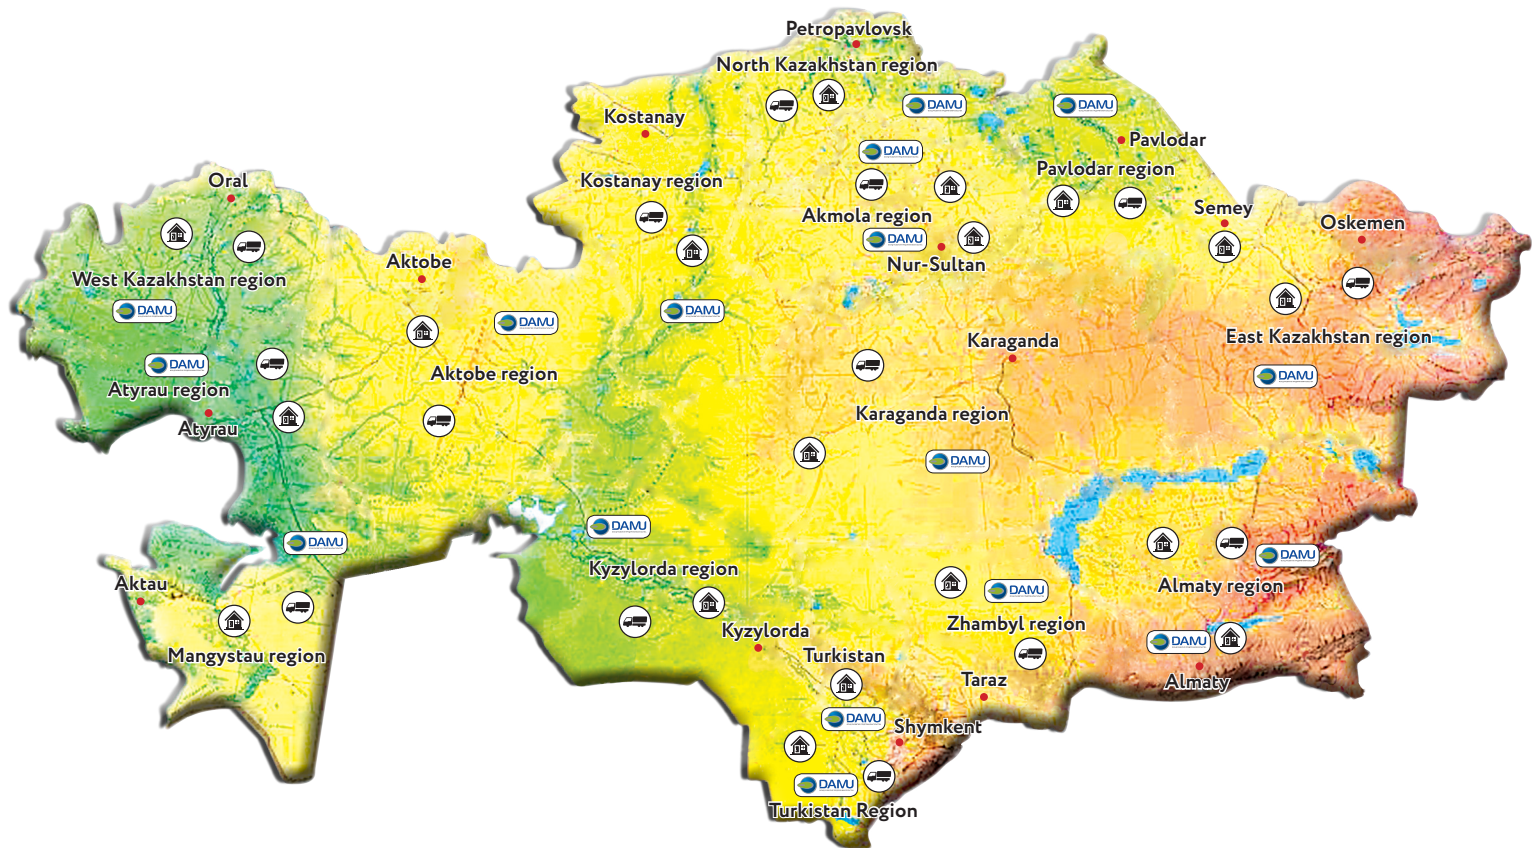 Petropavlovsk
North Kazakhstan region
DAMU
DAMU
Kostanay
Pavlodar
DAMU
Pavlodar region
Oral
Kostanay region
Akmola region
Semey
Oskemen
DAMU
Nur-Sultan
Aktobe
West Kazakhstan region
DAMU
DAMU
DAMU
East Kazakhstan region
Karaganda
DAMU
Atyrau region
Aktobe region
DAMU
Karaganda region
Atyrau
DAMU
DAMU
DAMU
DAMU
Kyzylorda region
Aktau
Almaty region
DAMU
Zhambyl region
Kyzylorda
DAMU
Mangystau region
Turkistan
Taraz
Almaty
DAMU
Shymkent
DAMU
Turkistan Region